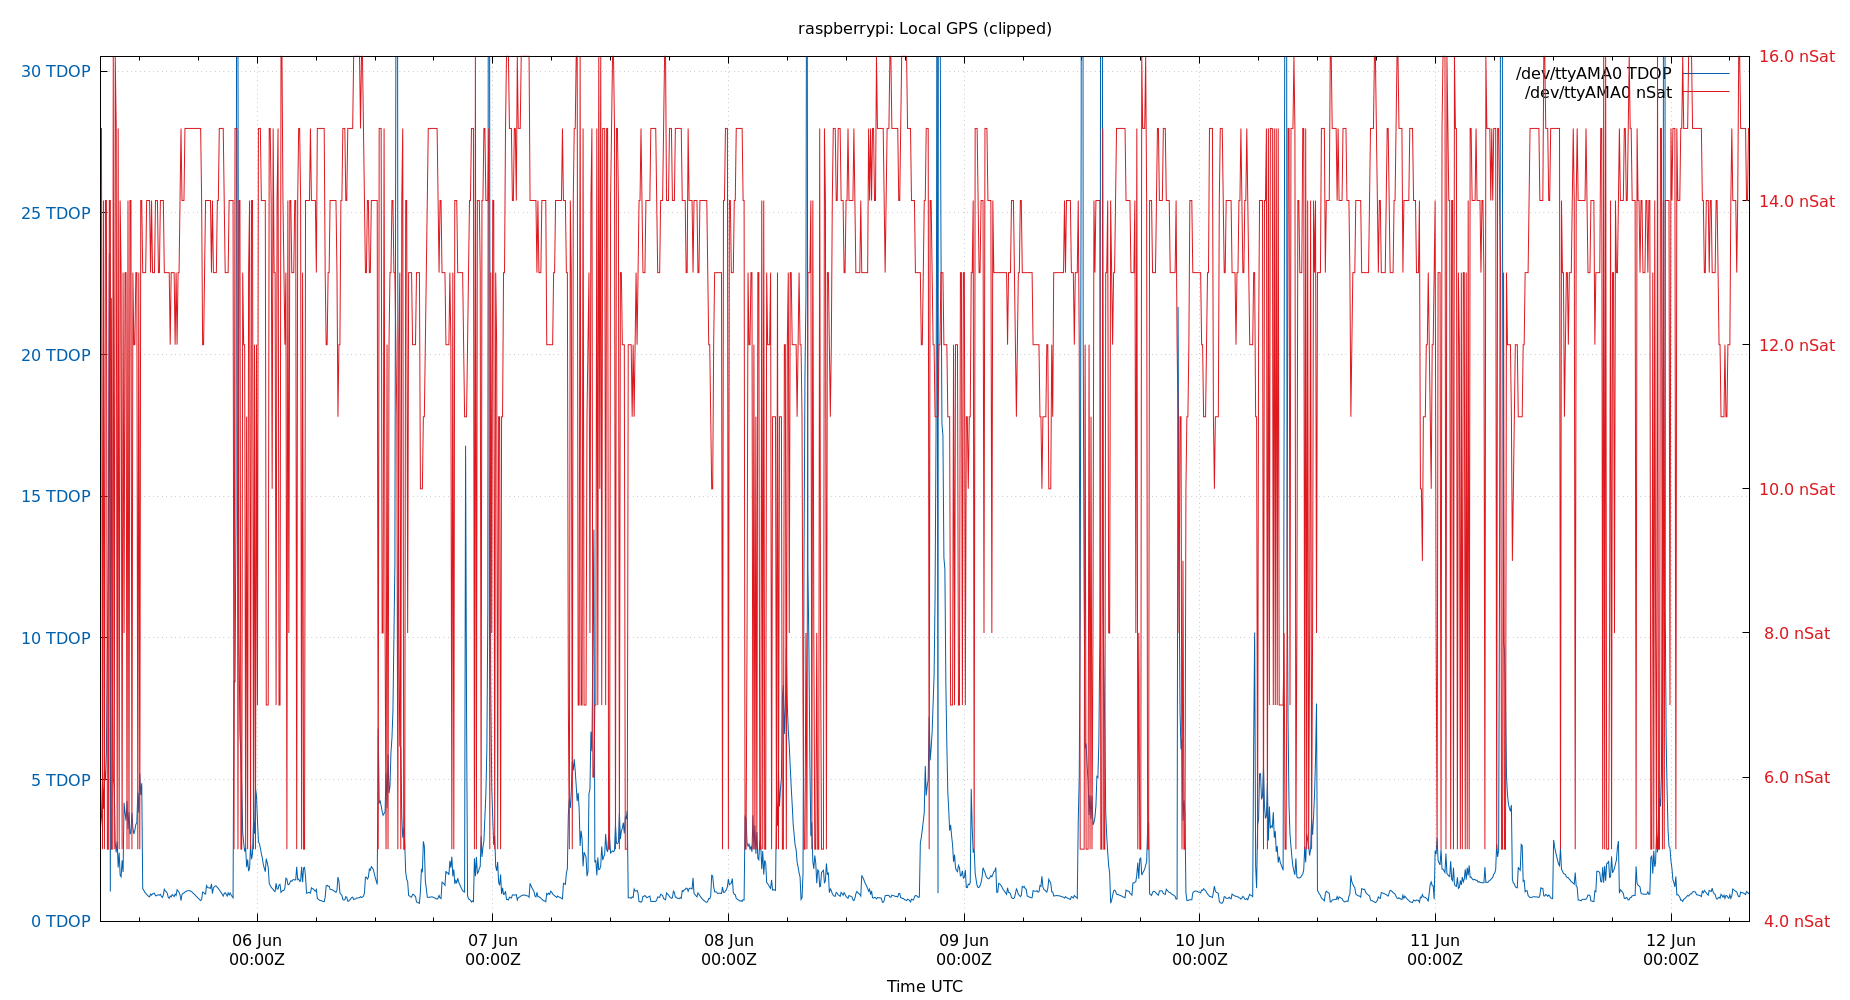 raspberrypi: Local GPS (clipped)
/dev/ttyAMA0 TDOP
/dev/ttyAMA0 nSat
30 TDOP
25 TDOP
20 TDOP
15 TDOP
10 TDOP
5 TDOP
0 TDOP
16.0 nSat
14.0 nSat
12.0 nSat
10.0 nSat
8.0 nSat
6.0 nSat
4.0 nSat
06 Jun
00:00Z
07 Jun
00:00Z
08 Jun
00:00Z
09 Jun
00:00Z
10 Jun
00:00Z
11 Jun
00:00Z
12 Jun
00:00Z
Time UTC